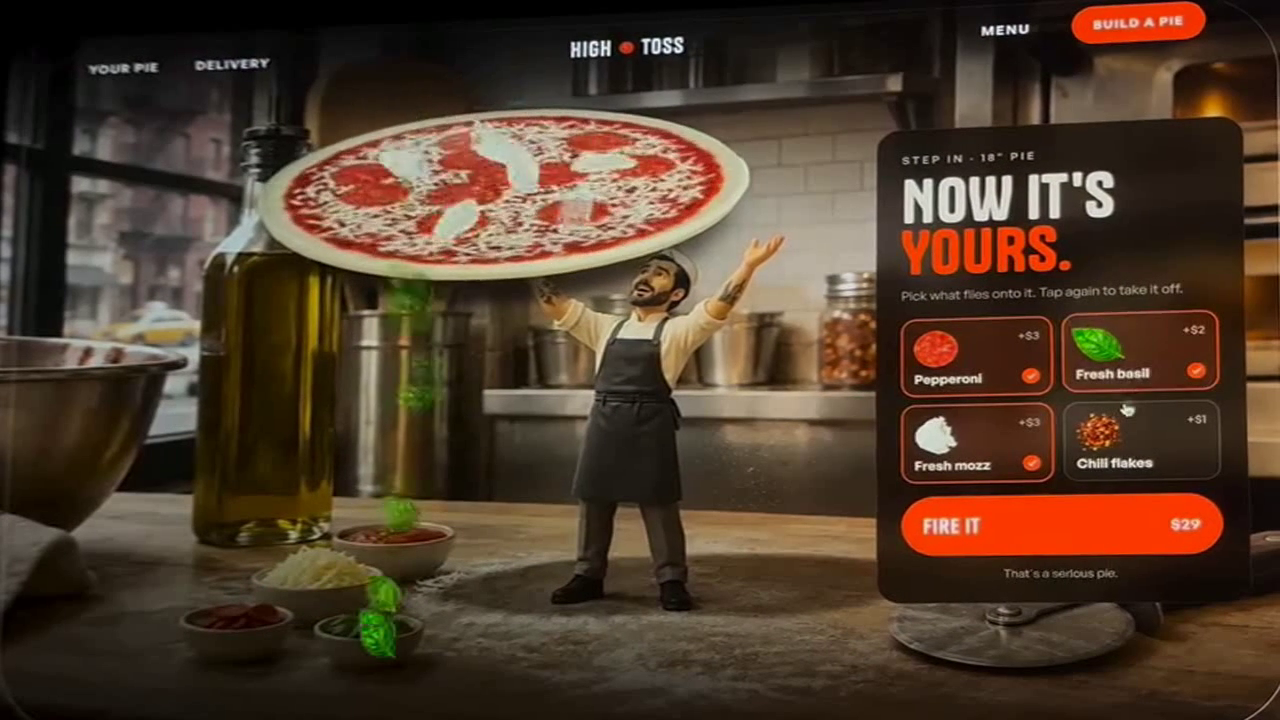 YOUR PIE
DELIVERY
HIGH TOSS
MENU
BUILD A PIE
STEP IN - 18" PIE
NOW IT'S
YOURS.
Pick what flies onto it. Tap again to take it off.
+$3
Pepperoni
+$2
Fresh basil
+$3
Fresh mozz
+$1
Chili flakes
FIRE IT
$29
That's a serious pie.